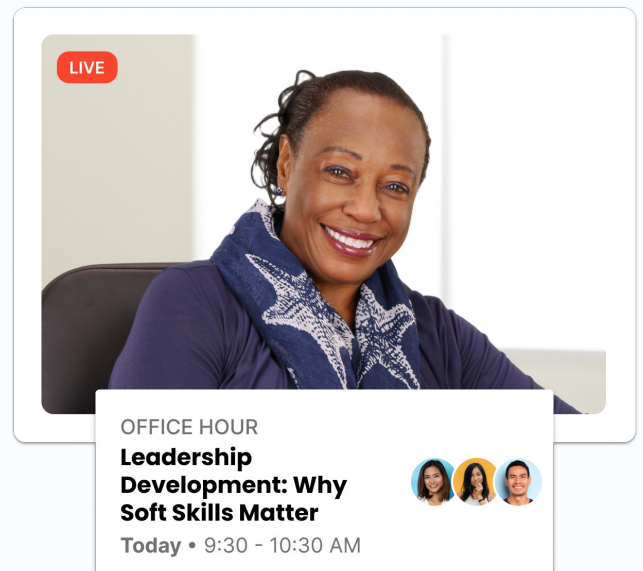 LIVE
OFFICE HOUR
Leadership
Development: Why
Soft Skills Matter
Today • 9:30 - 10:30 AM